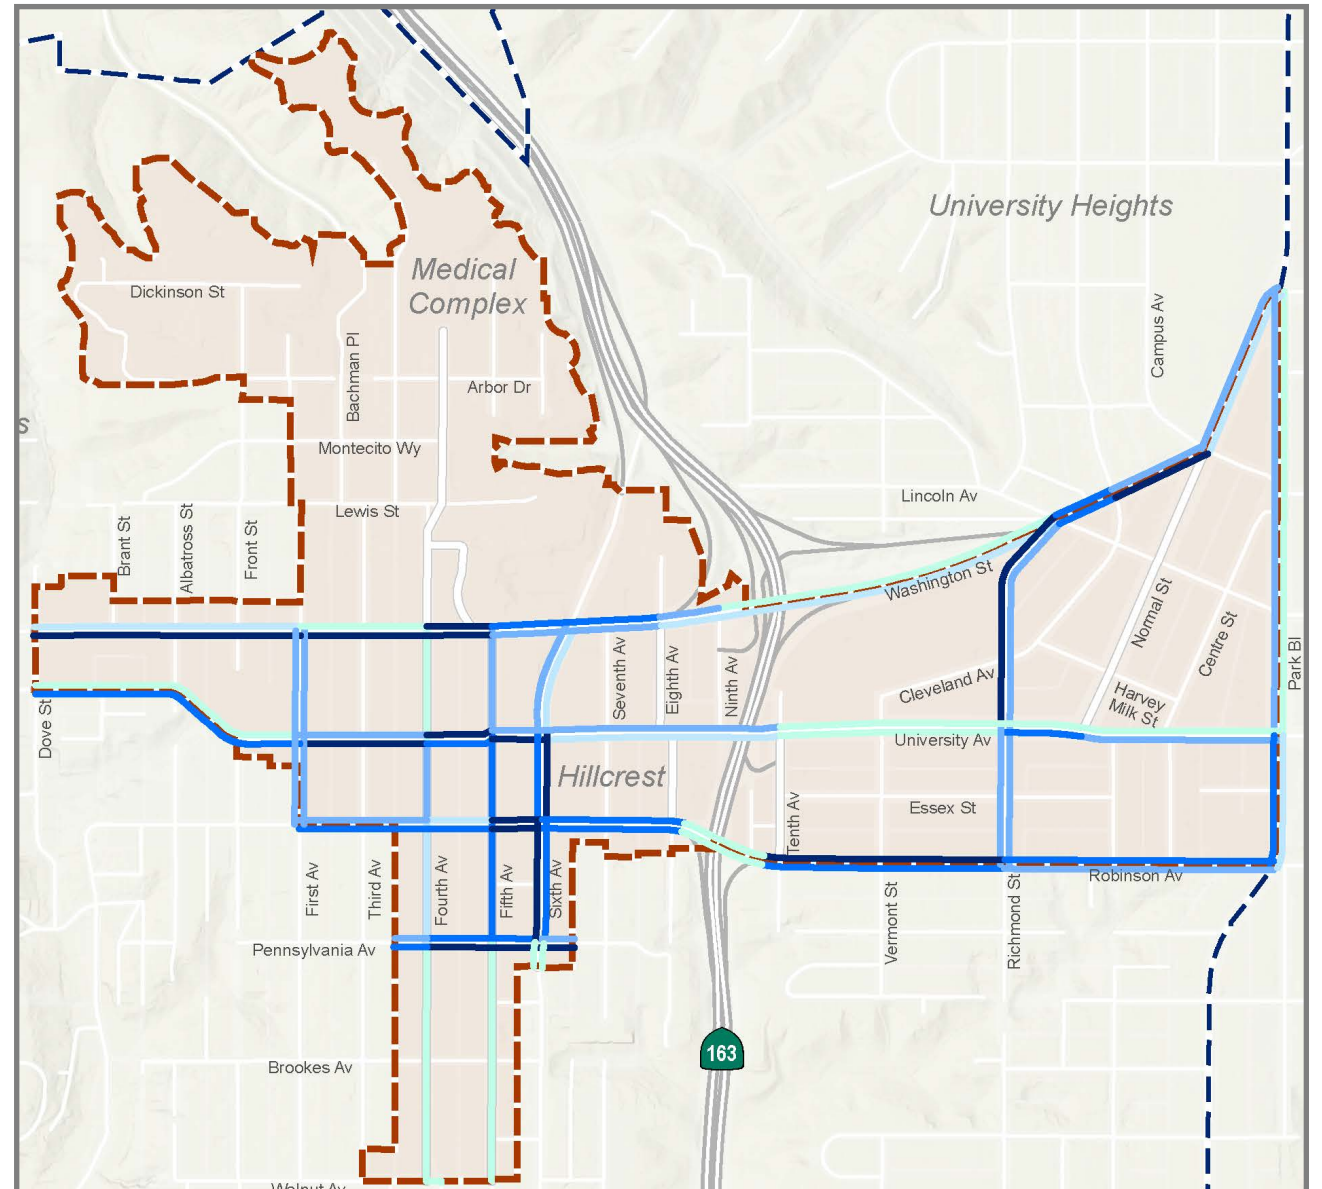 University Heights
Medical
Complex
Dickinson St
Bachman Pl
Arbor Dr
Campus Av
s
Montecito Wy
Lincoln Av
Lewis St
Brant St
Albatross St
Front St
Washington St
Normal St
Centre St
Park Bl
Seventh Av
Eighth Av
Ninth Av
Cleveland Av
Harvey
Milk St
Dove St
University Av
Hillcrest
Essex St
Tenth Av
First Av
Third Av
Fourth Av
Fifth Av
Sixth Av
Vermont St
Richmond St
Robinson Av
Pennsylvania Av
163
Brookes Av
Walnut Av